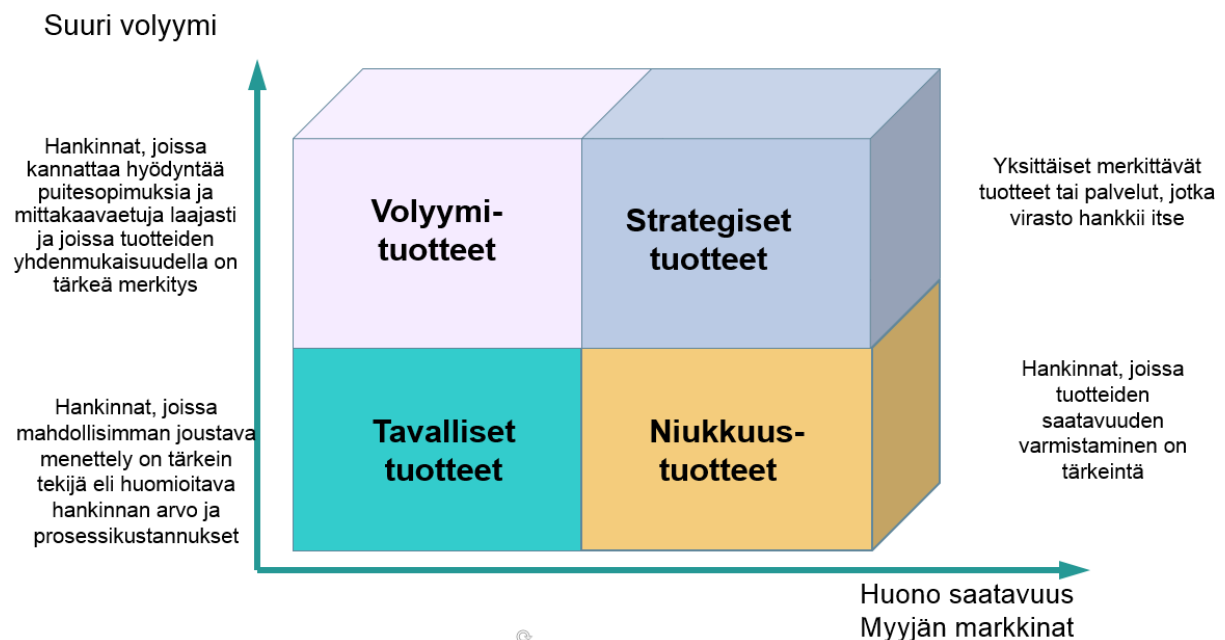 Suuri volyymi
Hankinnat, joissa
kannattaa hyödyntää
puitesopimuksia ja
mittakaavaetuja laajasti
ja joissa tuotteiden
yhdenmukaisuudella on
tärkeä merkitys
Volyymi-
tuotteet
Strategiset
tuotteet
Yksittäiset merkittävät
tuotteet tai palvelut, jotka
virasto hankkii itse
Hankinnat, joissa
mahdollisimman joustava
menettely on tärkein
tekijä eli huomioitava
hankinnan arvo ja
prosessikustannukset
Tavalliset
tuotteet
Niukkuus-
tuotteet
Hankinnat, joissa
tuotteiden
saatavuuden
varmistaminen on
tärkeintä
Huono saatavuus
Myyjän markkinat